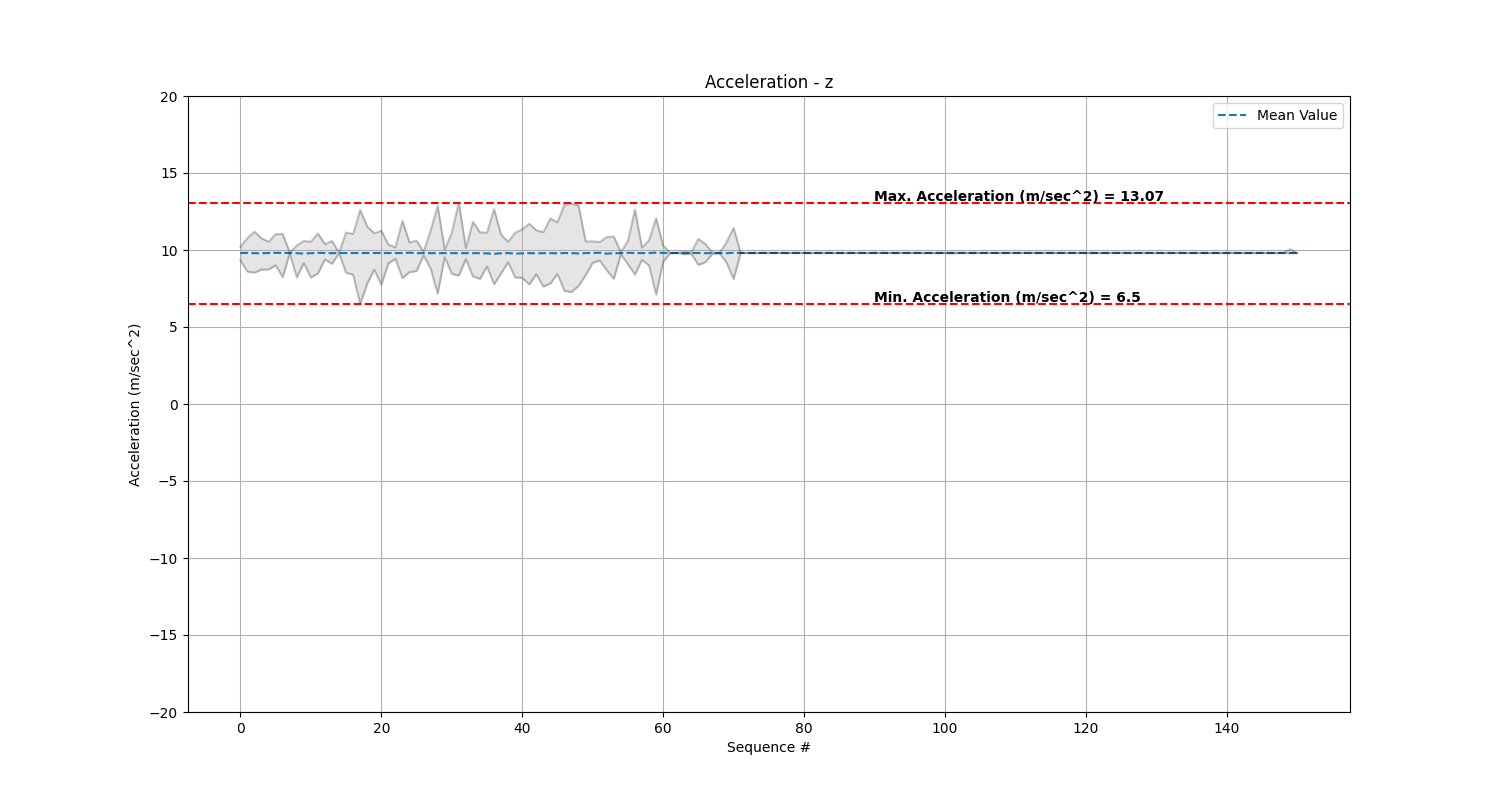 Acceleration - z
Mean Value
Max. Acceleration (m/sec^2) = 13.07
Min. Acceleration (m/sec^2) = 6.5
Acceleration (m/sec^2)
20
15
10
5
0
−5
−10
−15
−20
0 20 40 60 80 100 120 140
Sequence #